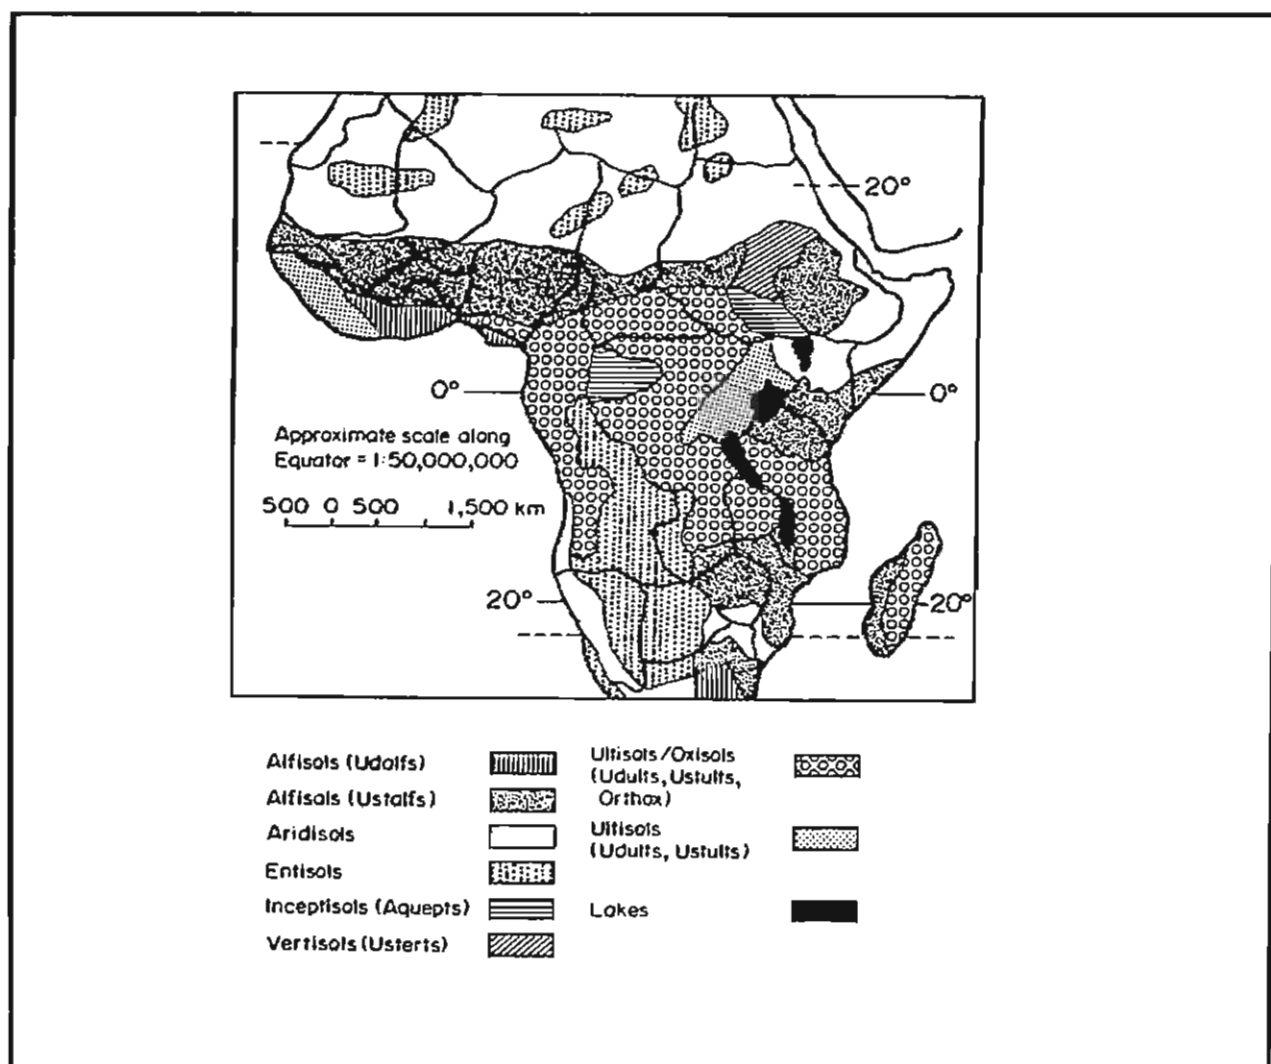 20°
0°
0°
Approximate scale along
Equator = 1:50,000,000
500 0 500 1,500 km
20°
20°
Alfisols (Udalfs)
Alfisols (Ustalfs)
Aridisols
Entisols
Inceptisols (Aquepts)
Vertisols (Usterts)
Ultisols/Oxisols
(Udults, Ustults,
Orthox)
Ultisols
(Udults, Ustults)
Lakes